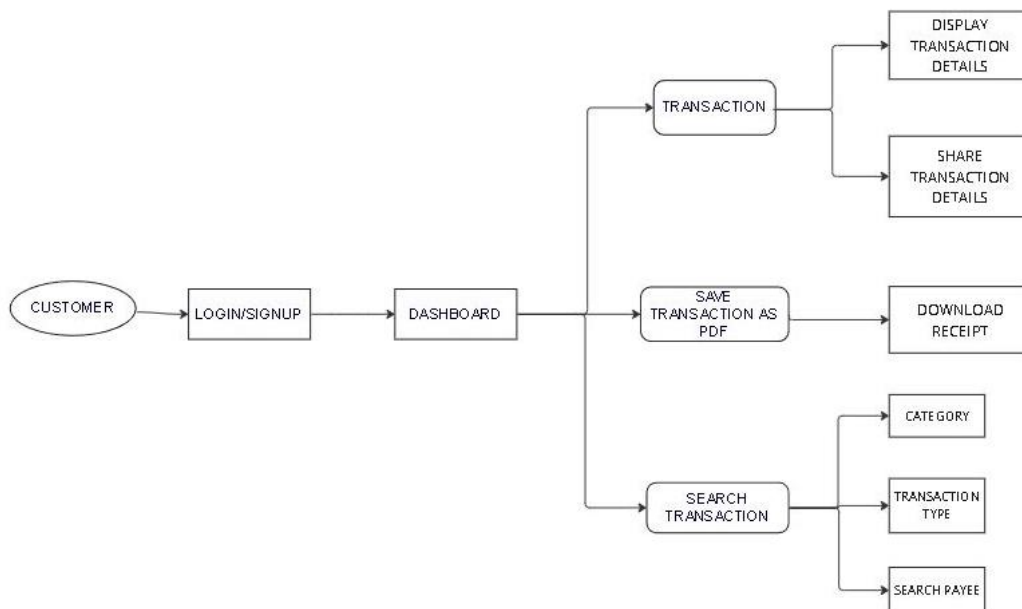 DISPLAY
TRANSACTION
DETAILS
TRANSACTION
SHARE
TRANSACTION
DETAILS
CUSTOMER
LOGIN/SIGNUP
DASHBOARD
SAVE
TRANSACTION AS
PDF
DOWNLOAD
RECEIPT
CATEGORY
SEARCH
TRANSACTION
TRANSACTION
TYPE
SEARCH PAYEE